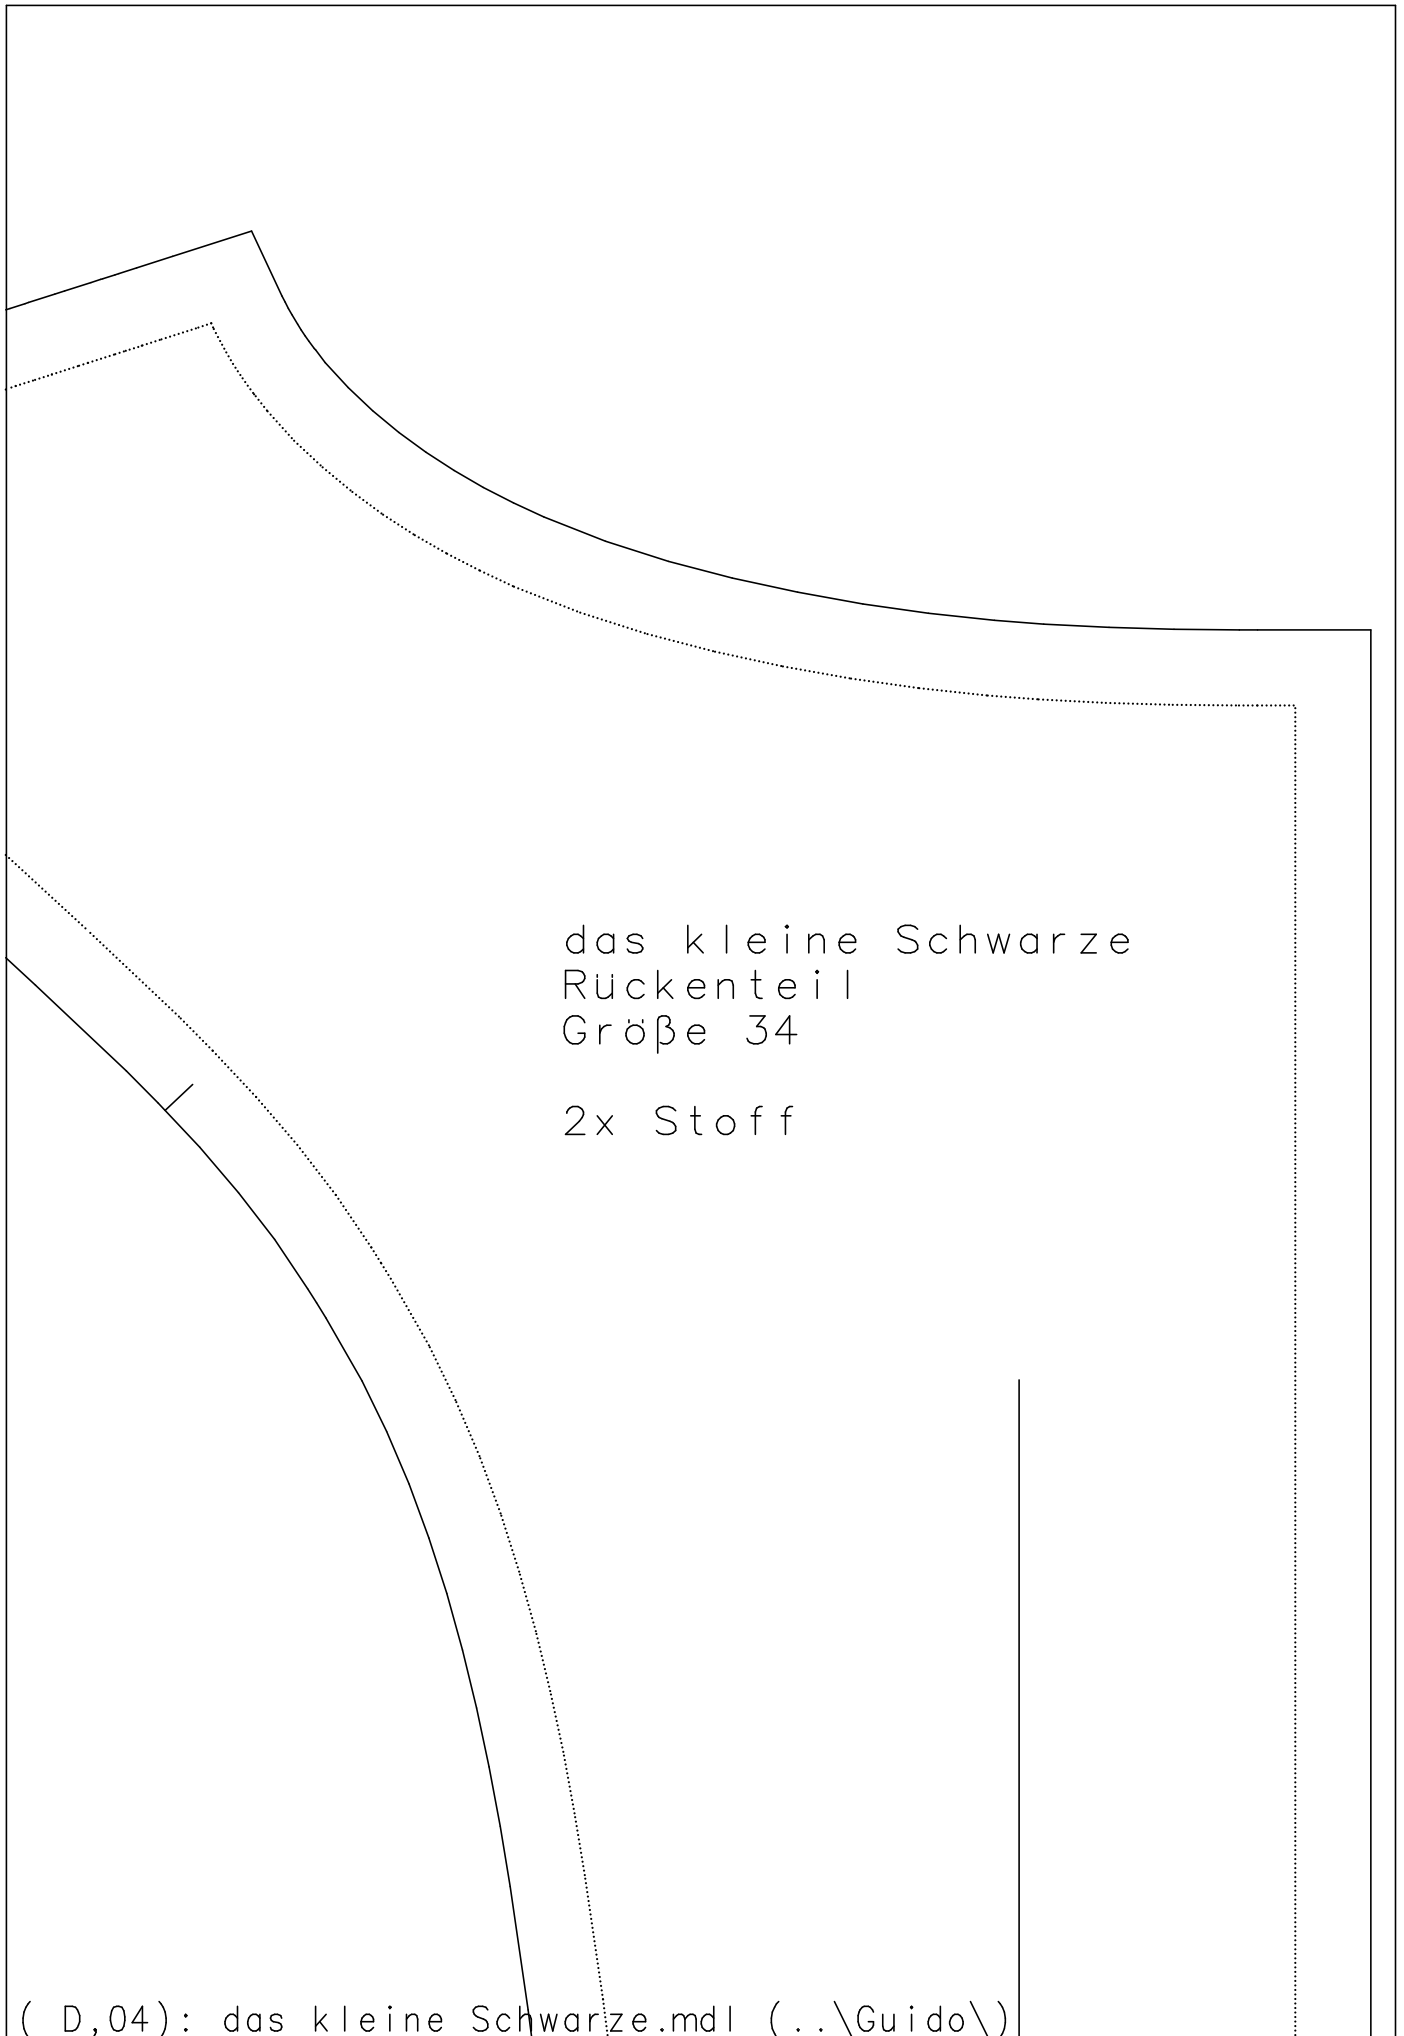 das kleine Schwarze
Rückenteil
Größe 34
2x Stoff
( D,04): das kleine Schwarze.mdl (..\Guido\)